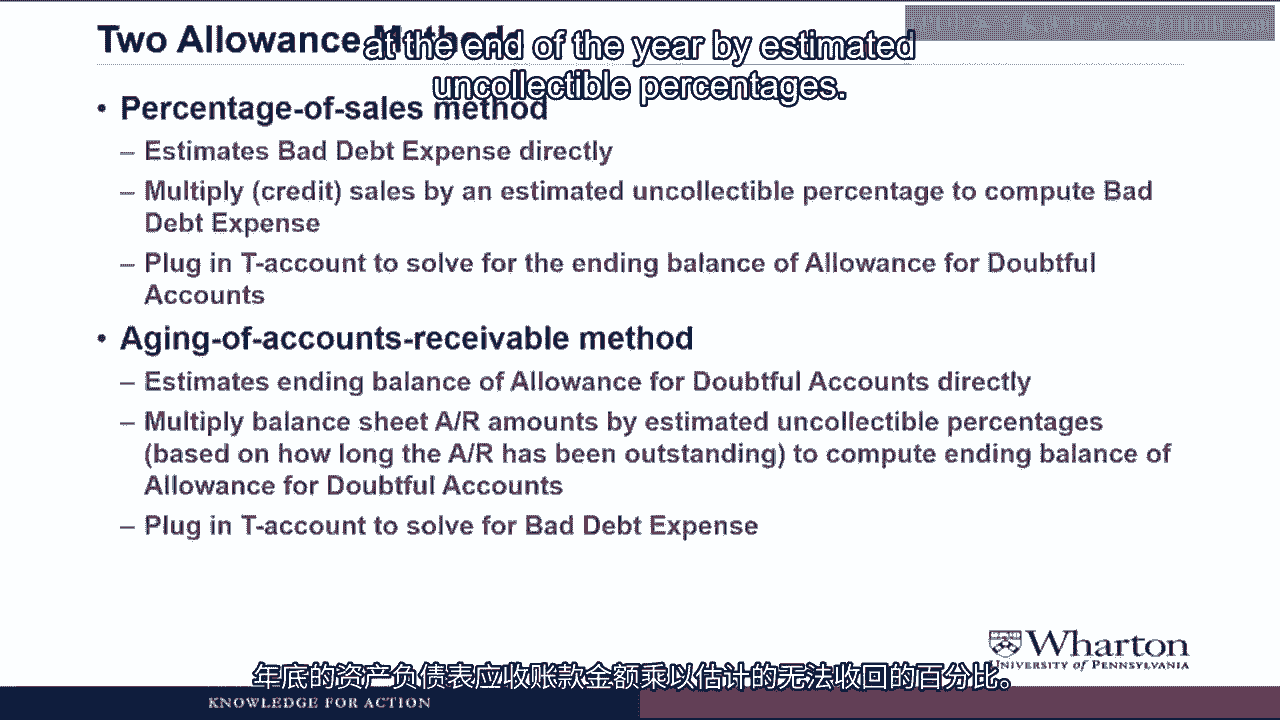 Two Allowance Methods
at the end of the year by estimated
uncollectible percentages.
• Percentage-of-sales method
– Estimates Bad Debt Expense directly
– Multiply (credit) sales by an estimated uncollectible percentage to compute Bad
Debt Expense
– Plug in T-account to solve for the ending balance of Allowance for Doubtful
Accounts
• Aging-of-accounts-receivable method
– Estimates ending balance of Allowance for Doubtful Accounts directly
– Multiply balance sheet A/R amounts by estimated uncollectible percentages
(based on how long the A/R has been outstanding) to compute ending balance of
Allowance for Doubtful Accounts
– Plug in T-account to solve for Bad Debt Expense
Wharton
UNIVERSITY of PENNSYLVANIA
年底的资产负债表应收账款金额乘以估计的无法收回的百分比。
KNOWLEDGE FOR ACTION